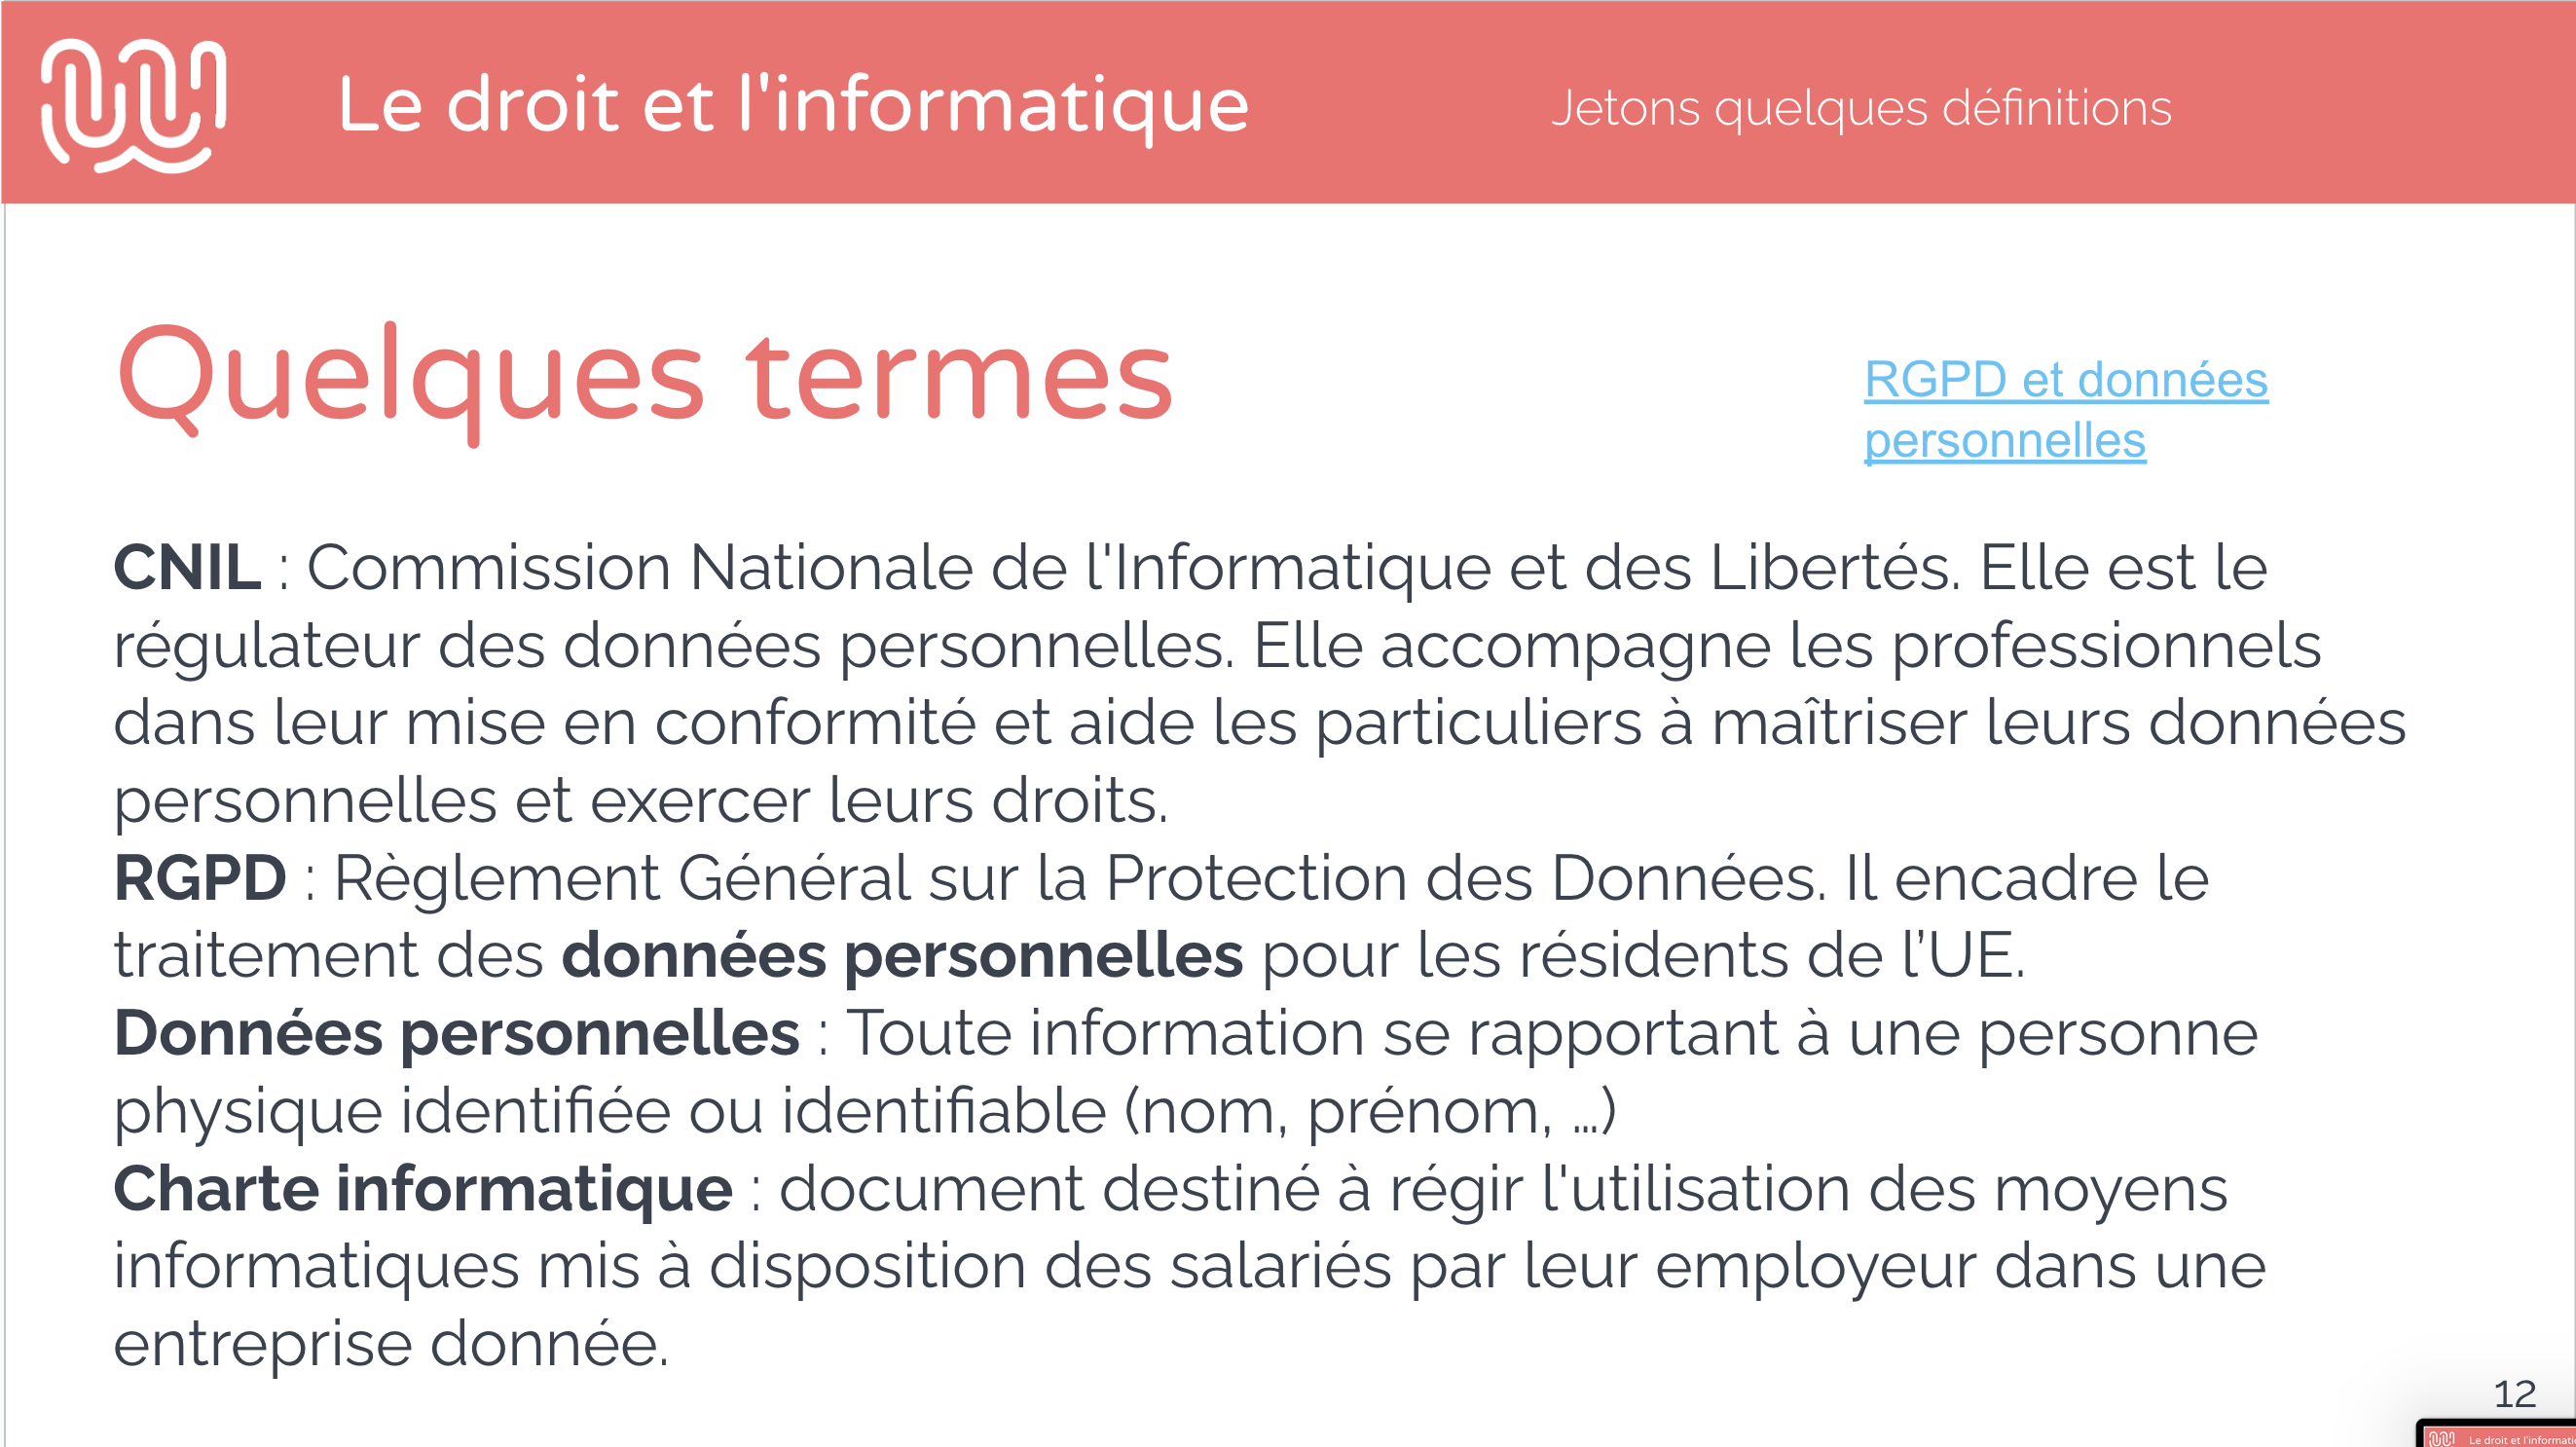 Le droit et l'informatique
Jetons quelques définitions
Quelques termes
RGPD et données
personnelles
CNIL : Commission Nationale de l'Informatique et des Libertés. Elle est le
régulateur des données personnelles. Elle accompagne les professionnels
dans leur mise en conformité et aide les particuliers à maîtriser leurs données
personnelles et exercer leurs droits.
RGPD : Règlement Général sur la Protection des Données. Il encadre le
traitement des données personnelles pour les résidents de l’UE.
Données personnelles : Toute information se rapportant à une personne
physique identifiée ou identifiable (nom, prénom, …)
Charte informatique : document destiné à régir l'utilisation des moyens
informatiques mis à disposition des salariés par leur employeur dans une
entreprise donnée.
12
Le droit et l'informati